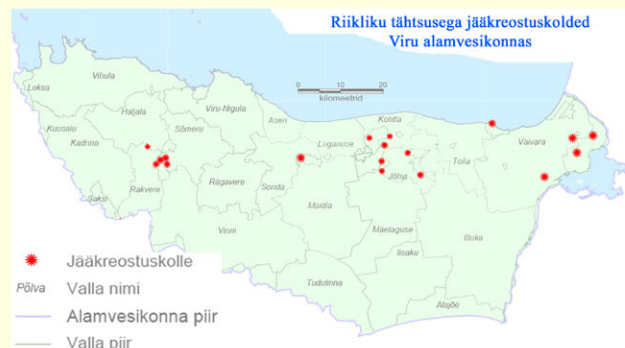 Riikliku tähtsusega jääkreostuskolded
Viru alamvesikonnas
0 10 20
kilomeetrid
Vihula
Loksa
Kuusalu
Haljala
Viru-Nigula
Kadrina
Sõmeru
Aseri
Kohtla
Lüganuse
Vaivara
Toila
Jõhvi
Rakvere
Rägavere
Sonda
Saksi
Maidla
Vinni
Mäetaguse
Illuka
Iisaku
Tudulinna
Alajõe
Jääkreostuskolle
Põlva Valla nimi
Alamvesikonna piir
Valla piir